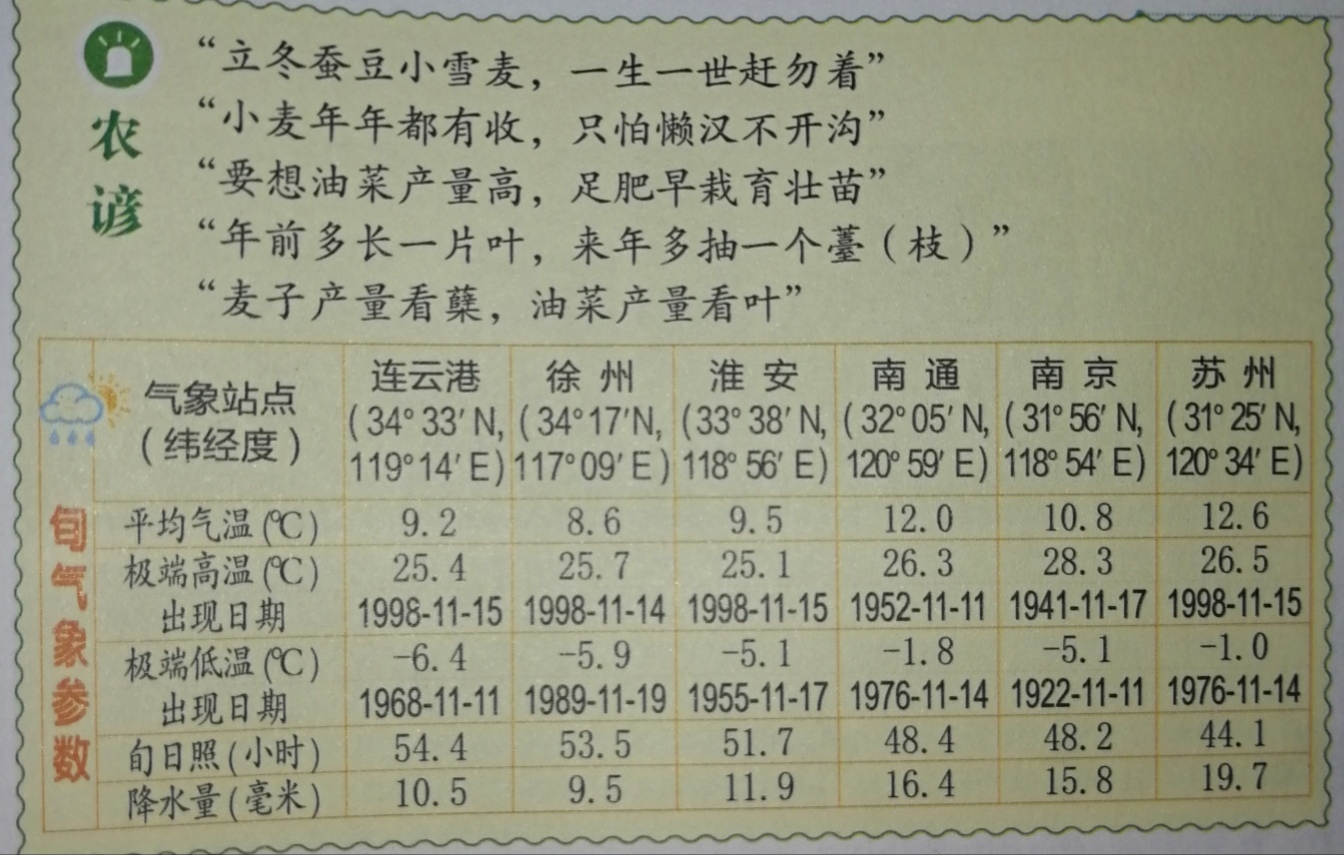 农谚
“立冬蚕豆小雪麦，一生一世赶勿着”
“小麦年年都有收，只怕懒汉不开沟”
“要想油菜产量高，足肥早栽育壮苗”
“年前多长一片叶，来年多抽一个薹（枝）”
“麦子产量看蘖，油菜产量看叶”
旬气象参数
气象站点（纬经度） 连云港（34°33′N，119°14′E） 徐州（34°17′N，117°09′E） 淮安（33°38′N，118°56′E） 南通（32°05′N，120°59′E） 南京（31°56′N，118°54′E） 苏州（31°25′N，120°34′E）
平均气温(℃) 9.2 8.6 9.5 12.0 10.8 12.6
极端高温(℃) 25.4 25.7 25.1 26.3 28.3 26.5
出现日期 1998-11-15 1998-11-14 1998-11-15 1952-11-11 1941-11-17 1998-11-15
极端低温(℃) -6.4 -5.9 -5.1 -1.8 -5.1 -1.0
出现日期 1968-11-11 1989-11-19 1955-11-17 1976-11-14 1922-11-11 1976-11-14
旬日照(小时) 54.4 53.5 51.7 48.4 48.2 44.1
降水量(毫米) 10.5 9.5 11.9 16.4 15.8 19.7